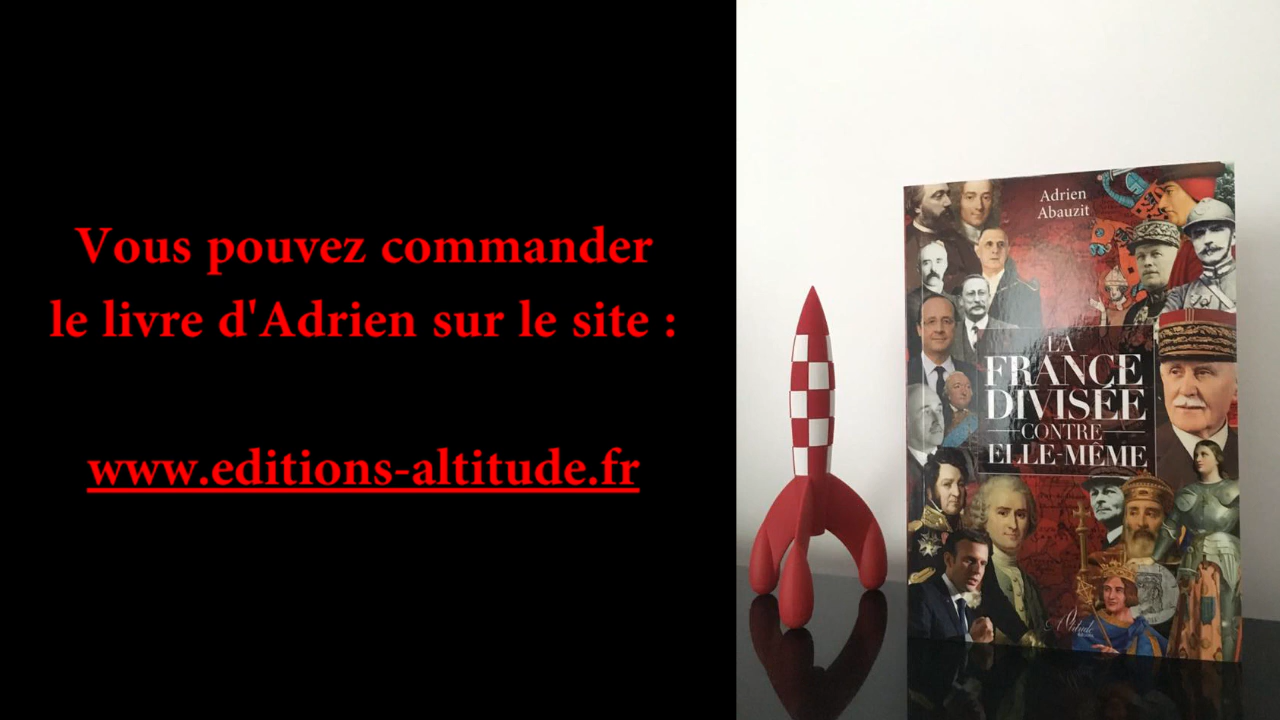 Vous pouvez commander
le livre d'Adrien sur le site :
www.editions-altitude.fr
Adrien
Abauzit
LA
FRANCE
DIVISÉE
CONTRE
ELLE-MÊME
Altitude